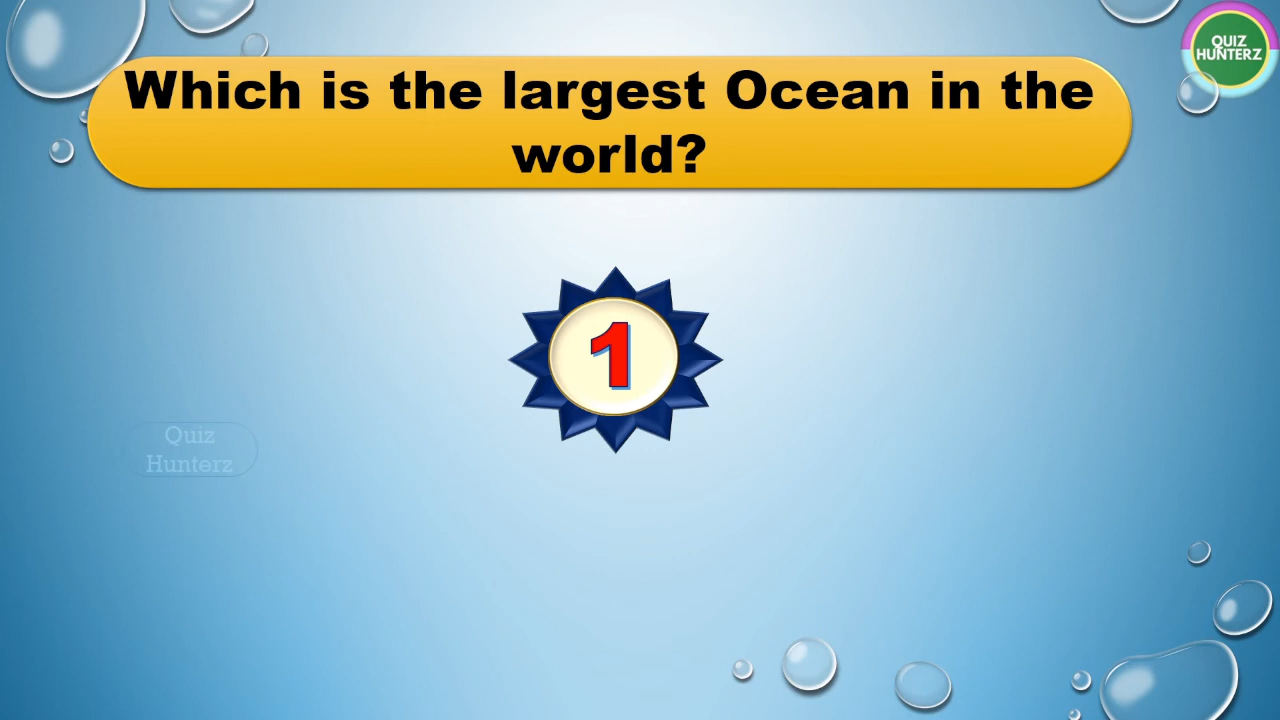 QUIZ
HUNTERZ
Which is the largest Ocean in the
world?
1
Quiz
Hunterz